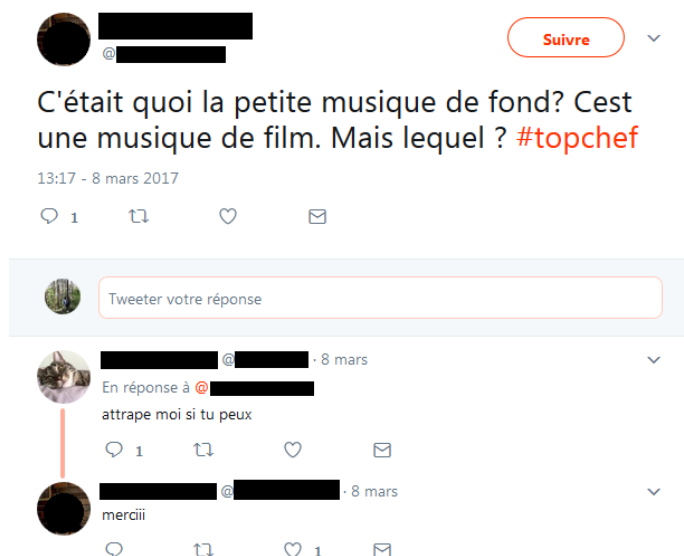 @
Suivre
C'était quoi la petite musique de fond? Cest
une musique de film. Mais lequel ? #topchef
13:17 - 8 mars 2017
1
Tweeter votre réponse
@ · 8 mars
En réponse à @
attrape moi si tu peux
1
@ · 8 mars
merciii
1